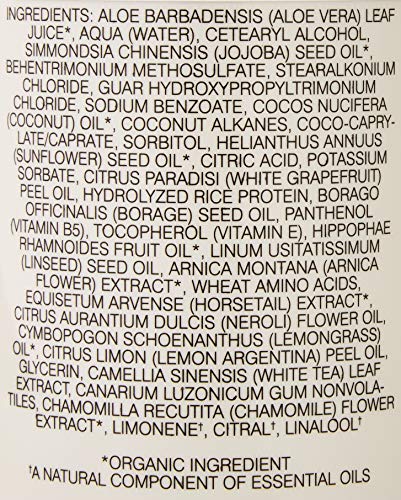 INGREDIENTS: ALOE BARBADENSIS (ALOE VERA) LEAF
JUICE*, AQUA (WATER), CETEARYL ALCOHOL,
SIMMONDSIA CHINENSIS (JOJOBA) SEED OIL*,
BEHENTRIMONIUM METHOSULFATE, STEARALKONIUM
CHLORIDE, GUAR HYDROXYPROPYLTRIMONIUM
CHLORIDE, SODIUM BENZOATE, COCOS NUCIFERA
(COCONUT) OIL*, COCONUT ALKANES, COCO-CAPRY-
LATE/CAPRATE, SORBITOL, HELIANTHUS ANNUUS
(SUNFLOWER) SEED OIL*, CITRIC ACID, POTASSIUM
SORBATE, CITRUS PARADISI (WHITE GRAPEFRUIT)
PEEL OIL, HYDROLYZED RICE PROTEIN, BORAGO
OFFICINALIS (BORAGE) SEED OIL, PANTHENOL
(VITAMIN B5), TOCOPHEROL (VITAMIN E), HIPPOPHAE
RHAMNOIDES FRUIT OIL*, LINUM USITATISSIMUM
(LINSEED) SEED OIL, ARNICA MONTANA (ARNICA
FLOWER) EXTRACT*, WHEAT AMINO ACIDS,
EQUISETUM ARVENSE (HORSETAIL) EXTRACT*,
CITRUS AURANTIUM DULCIS (NEROLI) FLOWER OIL,
CYMBOPOGON SCHOENANTHUS (LEMONGRASS)
OIL*, CITRUS LIMON (LEMON ARGENTINA) PEEL OIL,
GLYCERIN, CAMELLIA SINENSIS (WHITE TEA) LEAF
EXTRACT, CANARIUM LUZONICUM GUM NONVOLA-
TILES, CHAMOMILLA RECUTITA (CHAMOMILE) FLOWER
EXTRACT*, LIMONENE†, CITRAL†, LINALOOL†
*ORGANIC INGREDIENT
†A NATURAL COMPONENT OF ESSENTIAL OILS